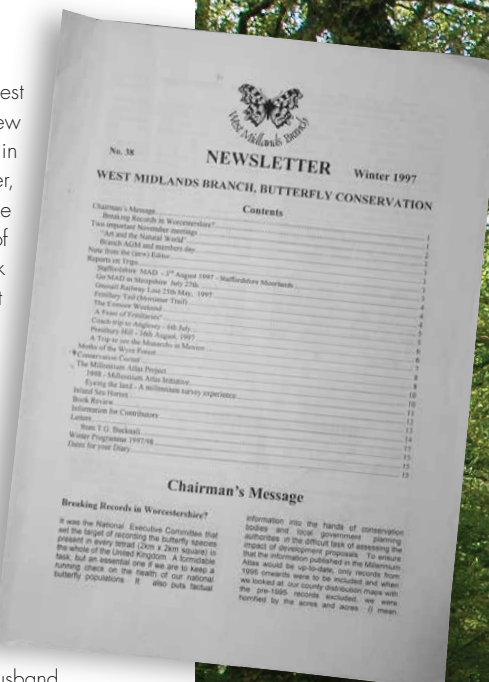 est
ew
in
er,
e
of
k
t
West Midlands Branch
No. 38
NEWSLETTER
Winter 1997
WEST MIDLANDS BRANCH, BUTTERFLY CONSERVATION
Contents
Chairman's Message 1
Breaking Records in Worcestershire? 1
Two important November meetings 2
"Art and the Natural World" 2
Branch AGM and members day
Note from the (new) Editor
Reports on Trips
Staffordshire MAD - 3rd August 1997 - Staffordshire Moorlands
Go MAD in Shropshire July 27th
Railway Line 25th May, 1997
Fritillary Trail (Mortimer Trail)
The Exmoor Weekend
A Feast of Fritillaries"
Coach trip to Anglesey - 6th July
Prestbury Hill - 16th August, 1997
A Trip to see the Monarchs in Mexico
Moths of the Wyre Forest
Conservation Corner
The Millennium Atlas Project
1998 - Millennium Atlas Initiative
Eyeing the land - A millennium survey experience
Inland Sea Horses
Book Review
Information for Contributors
Letters
from T.G. Bucknall
Winter Programme 1997/98
Dates for your Diary
Chairman's Message
Breaking Records in Worcestershire?
It was the National Executive Committee that
set the target of recording the butterfly species
present in every tetrad (2km x 2km square) in
the whole of the United Kingdom. A formidable
task, but an essential one if we are to keep a
running check on the health of our national
butterfly populations. It also puts factual
information into the hands of conservation
bodies and local government planning
authorities in the difficult task of assessing the
impact of development proposals. To ensure
that the information published in the Millennium
Atlas would be up-to-date, only records from
1995 onwards were to be included and when
we looked at our county distribution maps with
the pre-1995 records excluded, we were
horrified by the acres and acres (I mean
usband